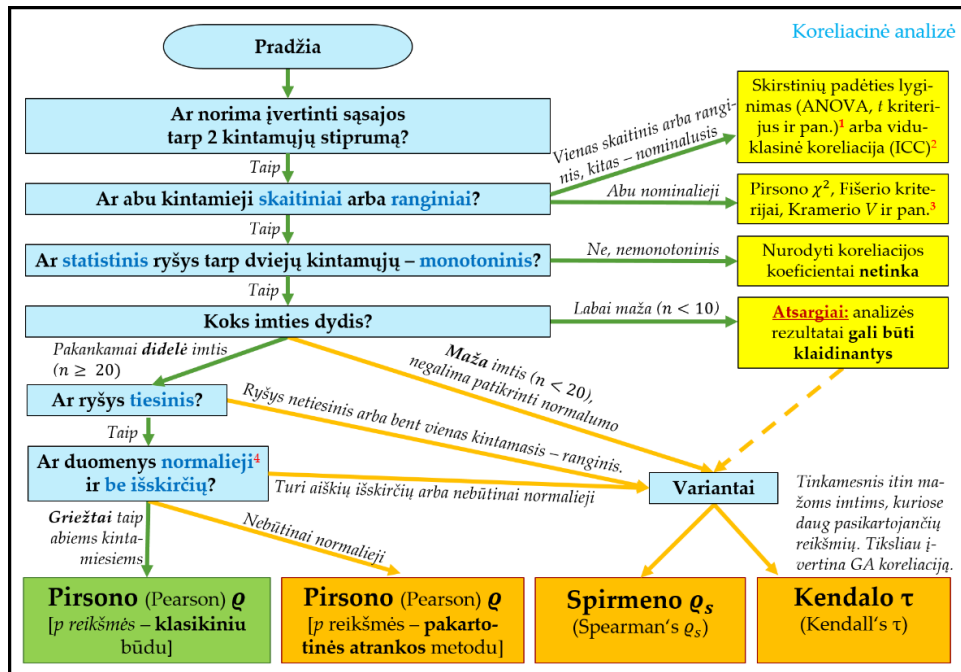 Koreliacinė analizė
Pradžia
Ar norima įvertinti sąsajos
tarp 2 kintamųjų stiprumą?
Taip
Vienas skaitinis arba rangi-
nis, kitas – nominalusis
Skirstinių padėties lygi-
nimas (ANOVA, t kriteri-
jus ir pan.)¹ arba vidu-
klasinė koreliacija (ICC)²
Ar abu kintamieji skaitiniai arba ranginiai?
Abu nominalieji
Pirsono χ², Fišerio krite-
rijai, Kramerio V ir pan.³
Taip
Ar statistinis ryšys tarp dviejų kintamųjų – monotoninis?
Ne, nemonotoninis
Nurodyti koreliacijos
koeficientai netinka
Taip
Koks imties dydis?
Labai maža (n < 10)
Atsargiai: analizės
rezultatai gali būti
klaidinantys
Pakankamai didelė imtis
(n ≥ 20)
Maža imtis (n < 20),
negalima patikrinti normalumo
Ar ryšys tiesinis?
Ryšys netiesinis arba bent vienas kintamasis – ranginis.
Taip
Ar duomenys normalieji⁴
ir be išskirčių?
Turi aiškių išskirčių arba nebūtinai normalieji
Variantai
Tinkamesnis itin ma-
žoms imtims, kuriose
daug pasikartojančių
reikšmių. Tiksliau į-
vertina GA koreliaciją.
Griežtai taip
abiems kinta-
miesiems
Nebūtinai normalieji
Pirsono (Pearson) ϱ
[p reikšmės – klasikiniu
būdu]
Pirsono (Pearson) ϱ
[p reikšmės – pakarto-
tinės atrankos metodu]
Spirmeno ϱₛ
(Spearman‘s ϱₛ)
Kendalo τ
(Kendall‘s τ)